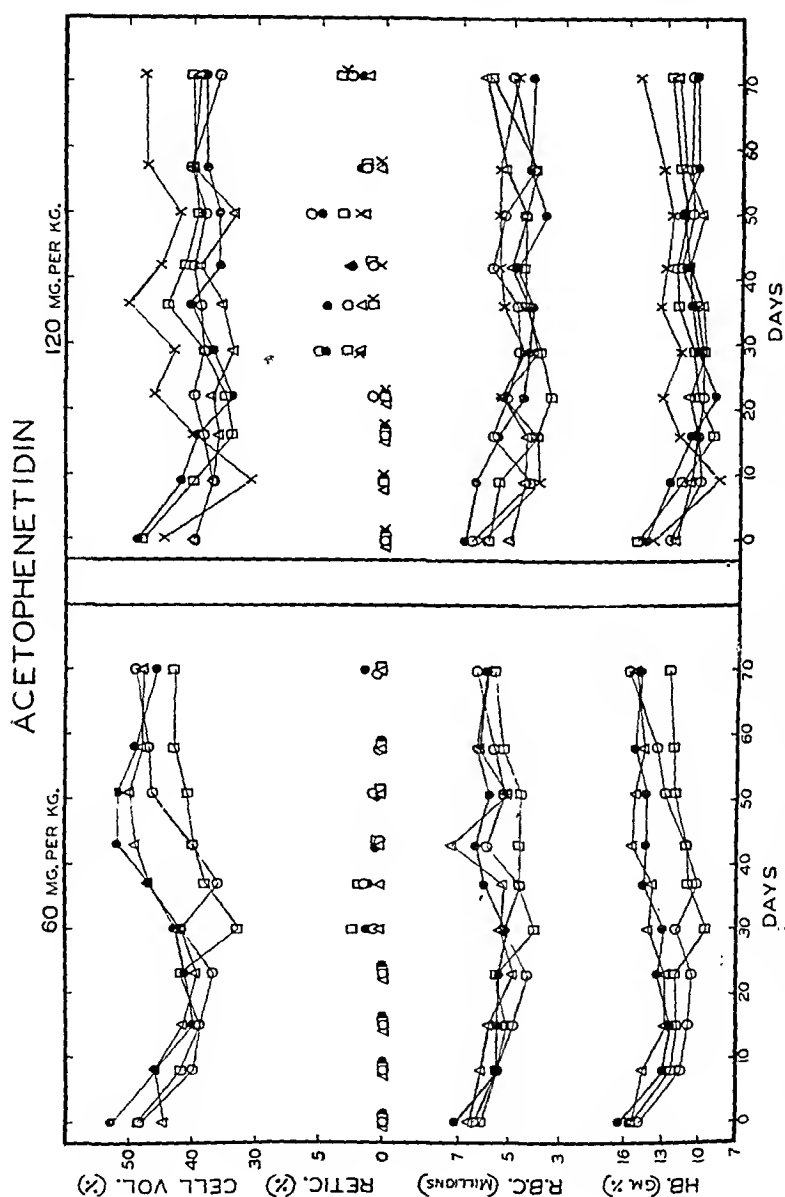 ACETOPHENETIDIN
60 MG. PER KG.
120 MG. PER KG.
50
40
30
CELL VOL. (%)
5
0
RETIC. (%)
7
5
3
R.B.C. (MILLIONS)
16
13
10
7
HB. (GM. %)
0 10 20 30 40 50 60 70
DAYS
0 10 20 30 40 50 60 70
DAYS